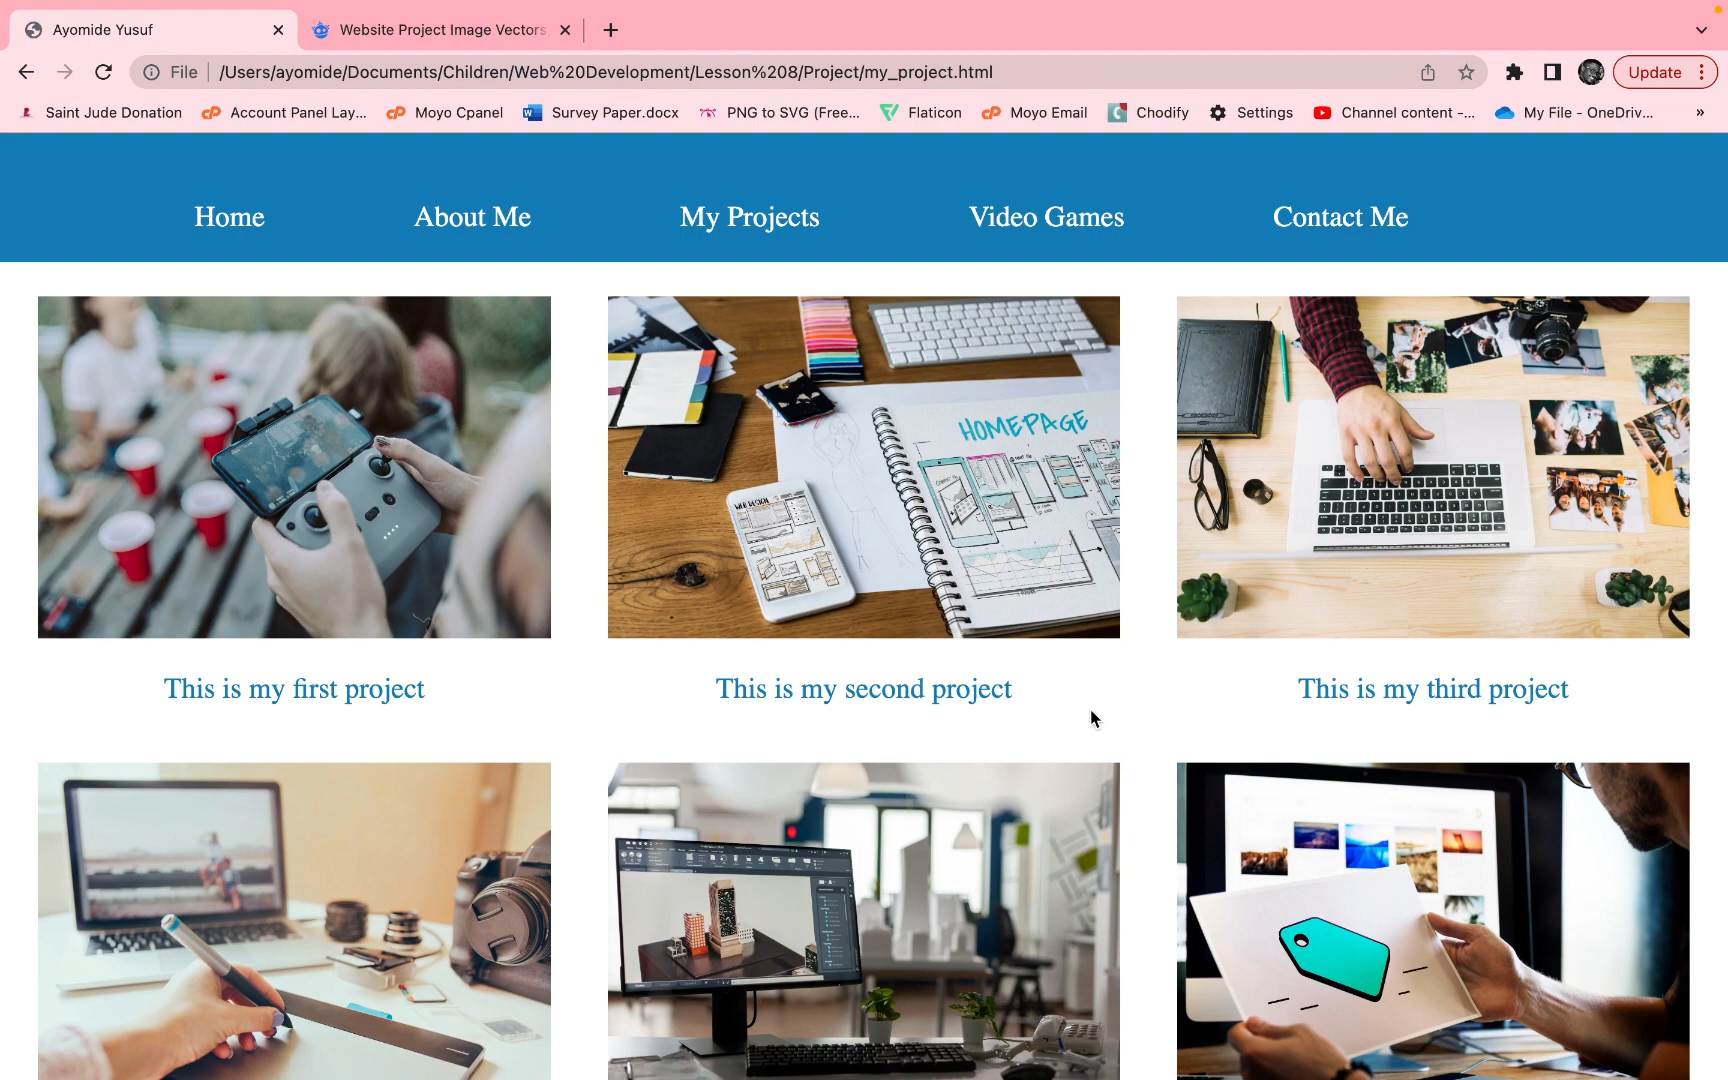 Ayomide Yusuf
Website Project Image Vectors,
File
/Users/ayomide/Documents/Children/Web%20Development/Lesson%208/Project/my_project.html
Update
Saint Jude Donation
Account Panel Lay...
Moyo Cpanel
Survey Paper.docx
PNG to SVG (Free...
Flaticon
Moyo Email
Chodify
Settings
Channel content -...
My File - OneDriv...
»
Home
About Me
My Projects
Video Games
Contact Me
HOMEPAGE
WEB DESIGN
This is my first project
This is my second project
This is my third project